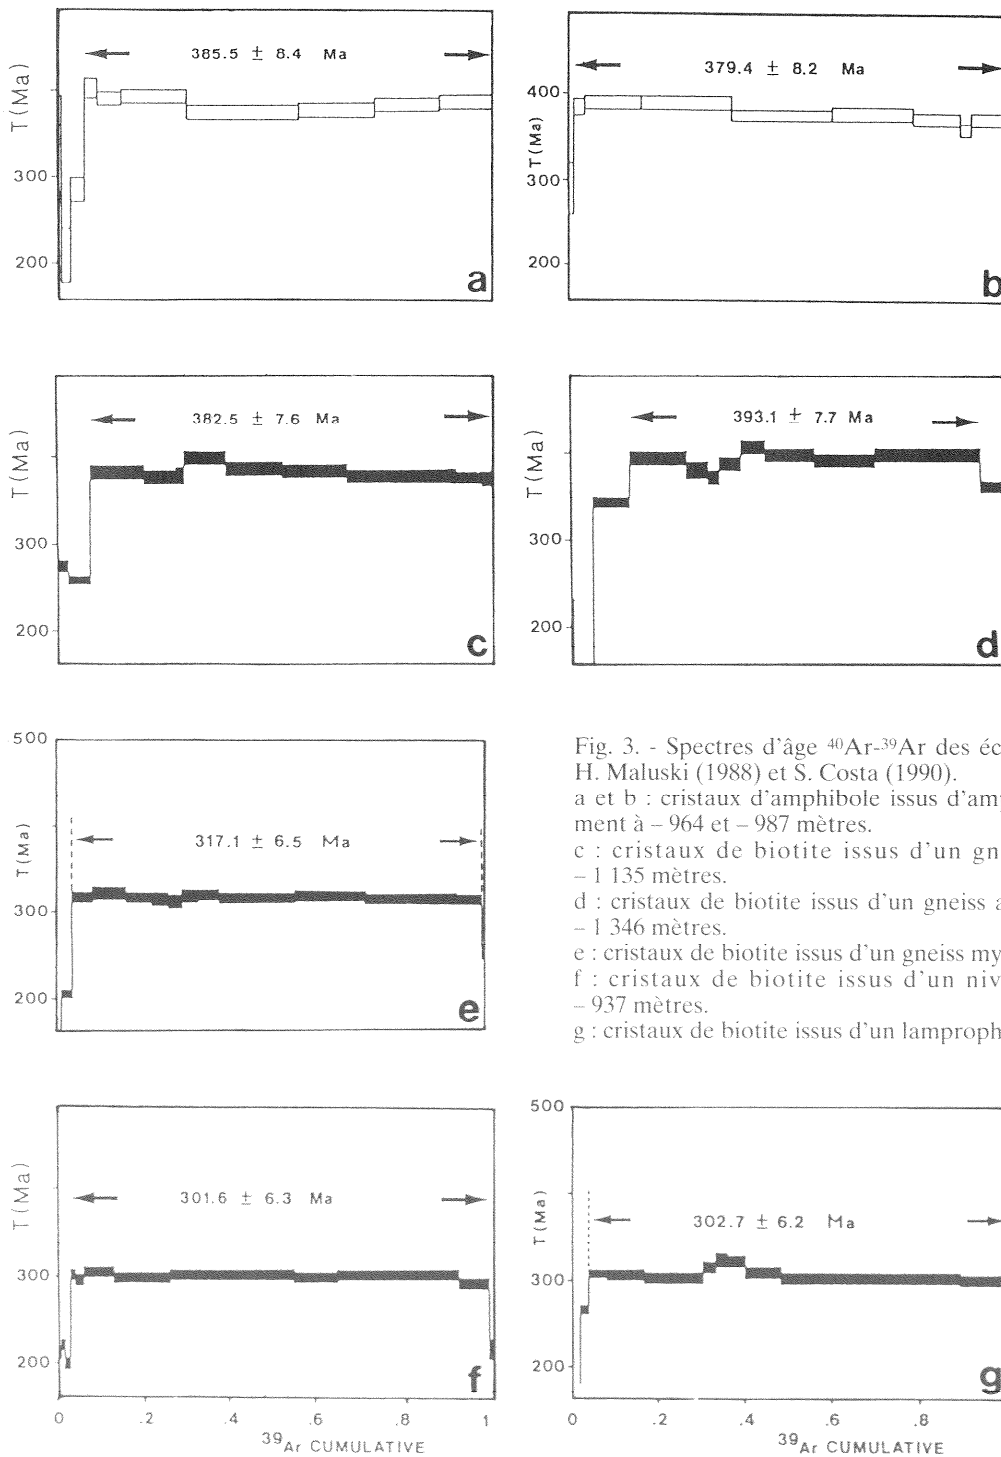 385.5 ± 8.4 Ma
T(Ma)
300
200
a
379.4 ± 8.2 Ma
400
T(Ma)
300
200
b
382.5 ± 7.6 Ma
T(Ma)
300
200
c
393.1 ± 7.7 Ma
T(Ma)
300
200
d
500
317.1 ± 6.5 Ma
T(Ma)
300
200
e
Fig. 3. - Spectres d'âge ⁴⁰Ar-³⁹Ar des éc
H. Maluski (1988) et S. Costa (1990).
a et b : cristaux d'amphibole issus d'am
ment à – 964 et – 987 mètres.
c : cristaux de biotite issus d'un gn
– 1 135 mètres.
d : cristaux de biotite issus d'un gneiss a
– 1 346 mètres.
e : cristaux de biotite issus d'un gneiss my
f : cristaux de biotite issus d'un niv
– 937 mètres.
g : cristaux de biotite issus d'un lamproph
301.6 ± 6.3 Ma
T(Ma)
300
200
f
0 .2 .4 .6 .8 1
³⁹Ar CUMULATIVE
500
302.7 ± 6.2 Ma
T(Ma)
300
200
g
0 .2 .4 .6 .8
³⁹Ar CUMULATIVE